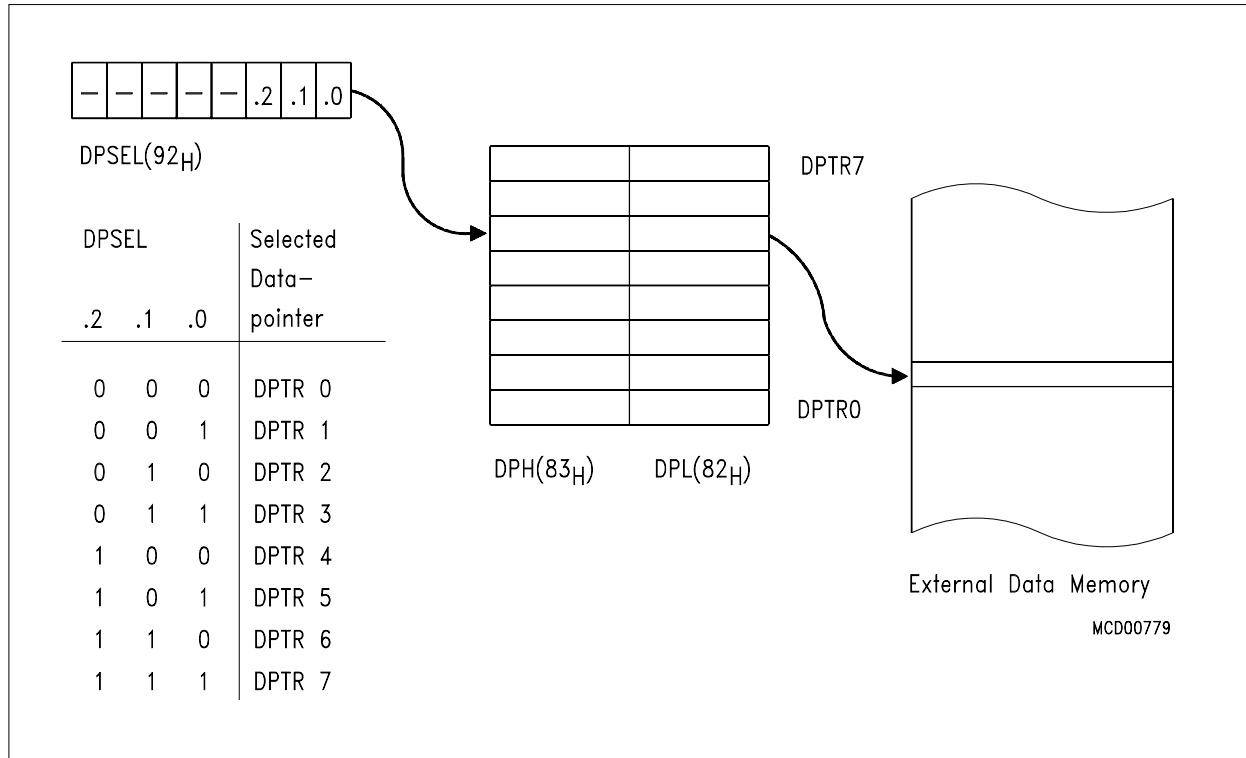 – – – – – .2 .1 .0
DPSEL(92H)
DPSEL Selected
Data–
.2 .1 .0 pointer
0 0 0 DPTR 0
0 0 1 DPTR 1
0 1 0 DPTR 2
0 1 1 DPTR 3
1 0 0 DPTR 4
1 0 1 DPTR 5
1 1 0 DPTR 6
1 1 1 DPTR 7
DPTR7
DPTR0
DPH(83H) DPL(82H)
External Data Memory
MCD00779